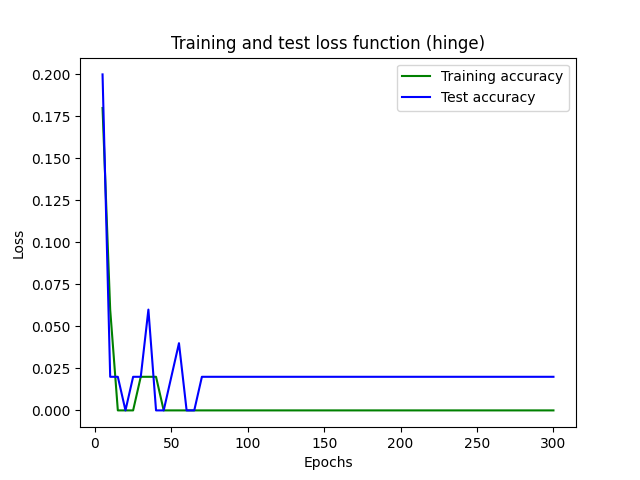 Training and test loss function (hinge)
Training accuracy
Test accuracy
Loss
0.200
0.175
0.150
0.125
0.100
0.075
0.050
0.025
0.000
0 50 100 150 200 250 300
Epochs